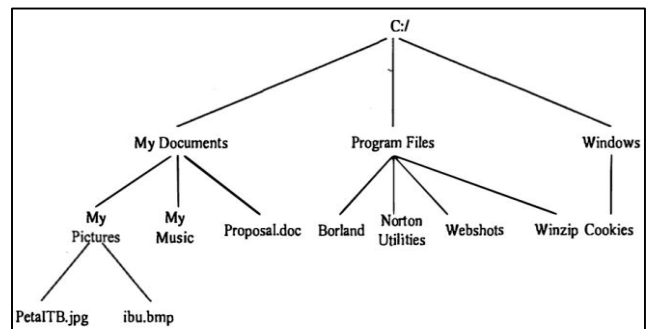 C:/
My Documents
Program Files
Windows
My
Pictures
My
Music
Proposal.doc
Borland
Norton
Utilities
Webshots
Winzip
Cookies
PetaITB.jpg
ibu.bmp